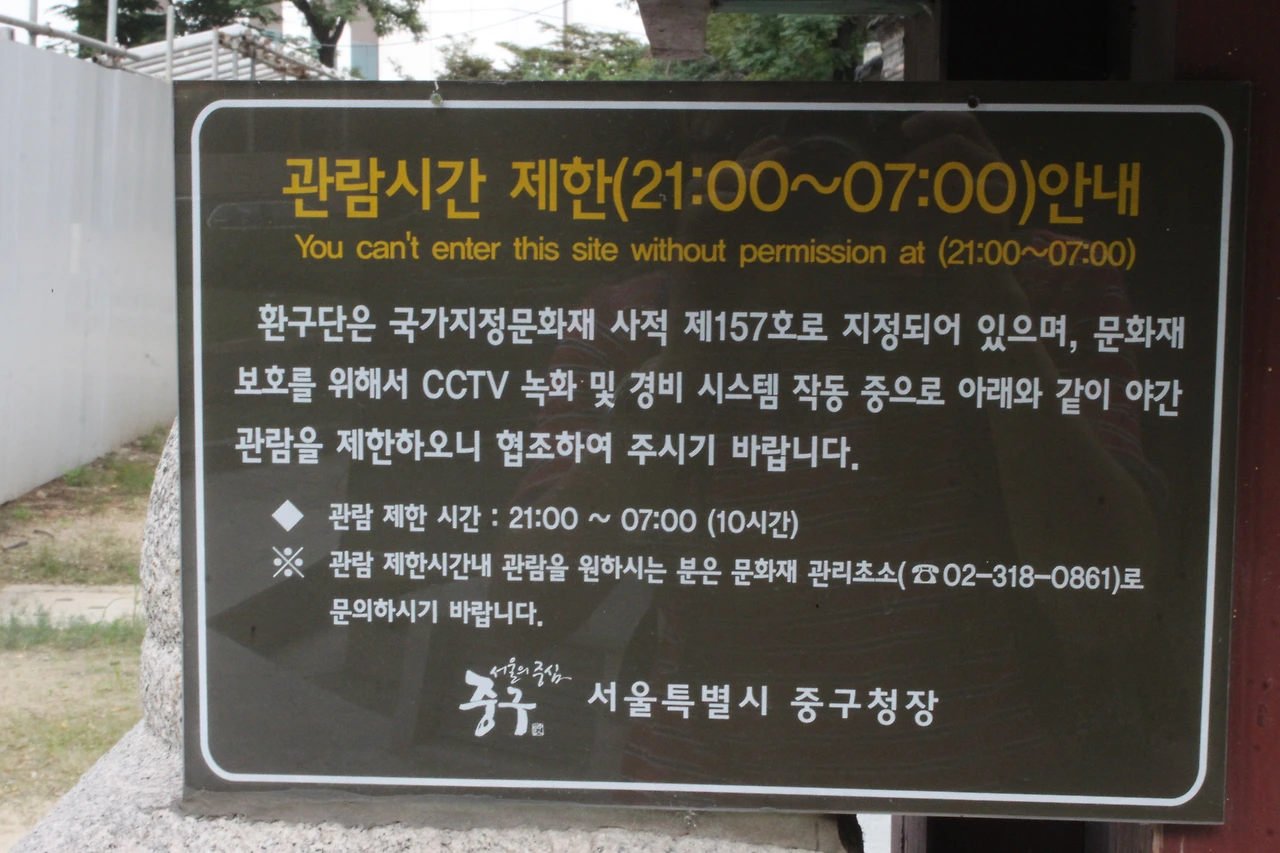 관람시간 제한(21:00~07:00)안내
You can't enter this site without permission at (21:00~07:00)
환구단은 국가지정문화재 사적 제157호로 지정되어 있으며, 문화재
보호를 위해서 CCTV 녹화 및 경비 시스템 작동 중으로 아래와 같이 야간
관람을 제한하오니 협조하여 주시기 바랍니다.
◆ 관람 제한 시간 : 21:00 ~ 07:00 (10시간)
※ 관람 제한시간내 관람을 원하시는 분은 문화재 관리초소(☎02-318-0861)로
문의하시기 바랍니다.
서울의 중심
중구 서울특별시 중구청장